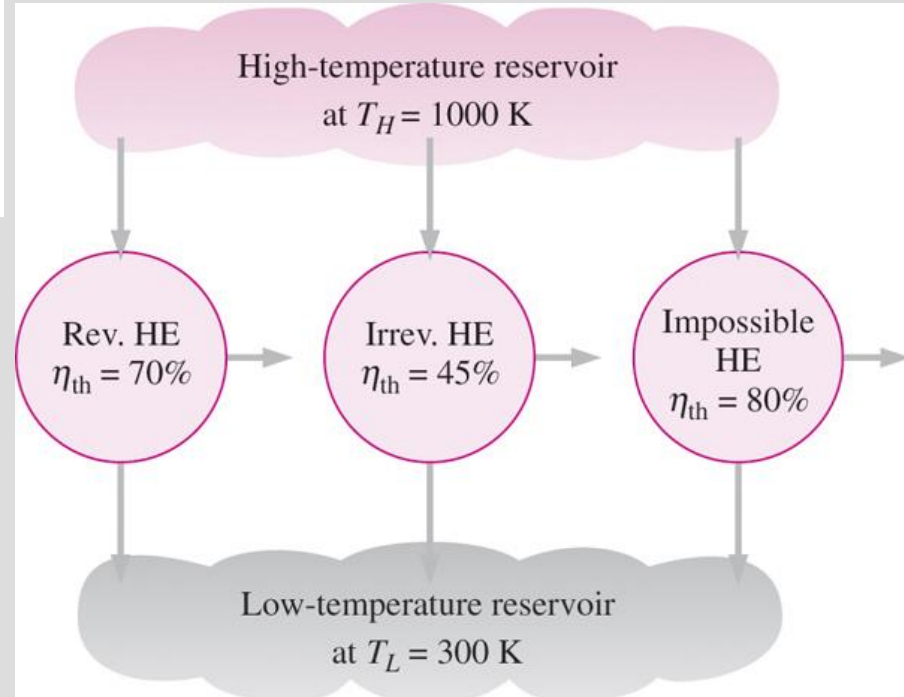 High-temperature reservoir
at T_H = 1000 K
Rev. HE
η_th = 70%
Irrev. HE
η_th = 45%
Impossible
HE
η_th = 80%
Low-temperature reservoir
at T_L = 300 K